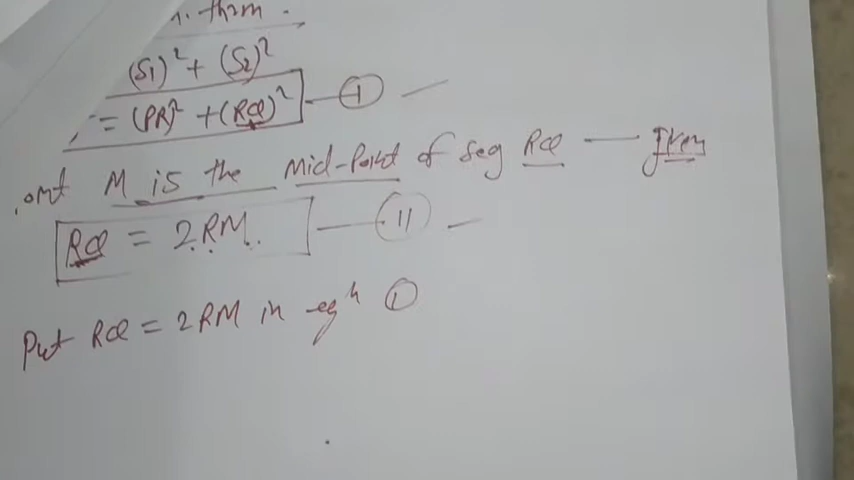 thm.
(S1)² + (S2)²
= (PR)² + (RQ)² — I —
M is the Mid-Point of seg RQ — given
RQ = 2RM. — II —
Put RQ = 2RM in eqn I